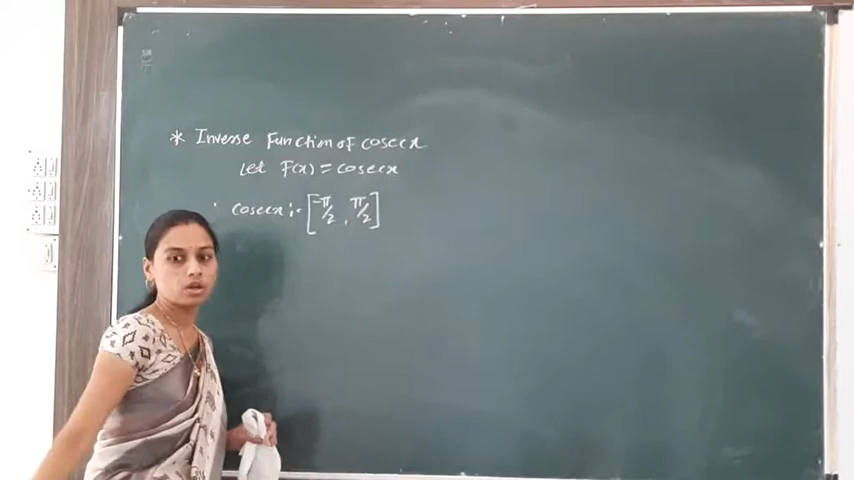 * Inverse Function of cosecx
Let F(x) = cosecx
cosecx : [-π/2, π/2]